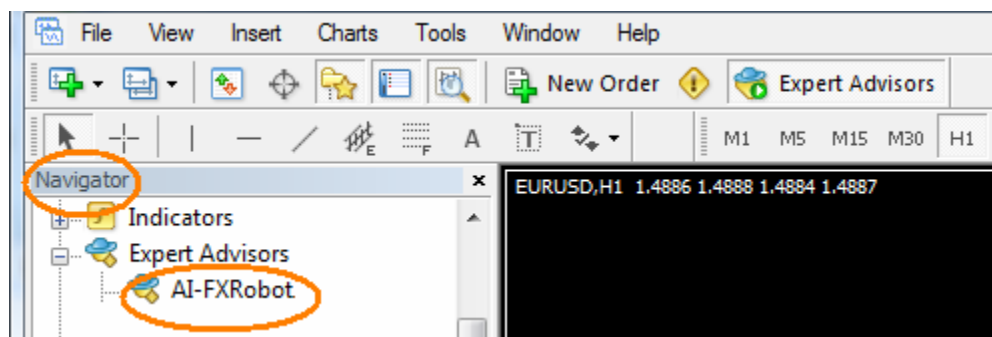 File View Insert Charts Tools Window Help
New Order Expert Advisors
E F A T M1 M5 M15 M30 H1
Navigator x
EURUSD,H1 1.4886 1.4888 1.4884 1.4887
Indicators
Expert Advisors
AI-FXRobot